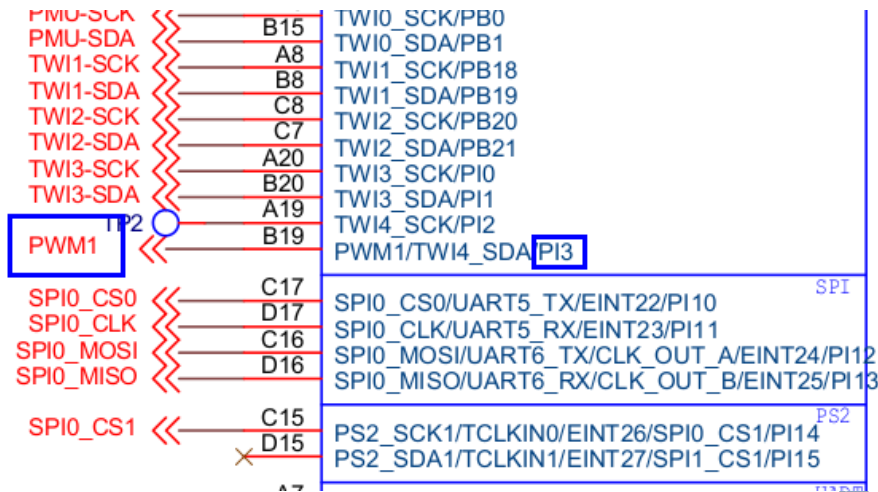 PMU-SCK TWI0_SCK/PB0
PMU-SDA B15 TWI0_SDA/PB1
TWI1-SCK A8 TWI1_SCK/PB18
TWI1-SDA B8 TWI1_SDA/PB19
TWI2-SCK C8 TWI2_SCK/PB20
TWI2-SDA C7 TWI2_SDA/PB21
TWI3-SCK A20 TWI3_SCK/PI0
TWI3-SDA B20 TWI3_SDA/PI1
TP2 A19 TWI4_SCK/PI2
PWM1 B19 PWM1/TWI4_SDA/PI3
SPI
SPI0_CS0 C17 SPI0_CS0/UART5_TX/EINT22/PI10
SPI0_CLK D17 SPI0_CLK/UART5_RX/EINT23/PI11
SPI0_MOSI C16 SPI0_MOSI/UART6_TX/CLK_OUT_A/EINT24/PI12
SPI0_MISO D16 SPI0_MISO/UART6_RX/CLK_OUT_B/EINT25/PI13
PS2
SPI0_CS1 C15 PS2_SCK1/TCLKIN0/EINT26/SPI0_CS1/PI14
D15 PS2_SDA1/TCLKIN1/EINT27/SPI1_CS1/PI15
A7 UART